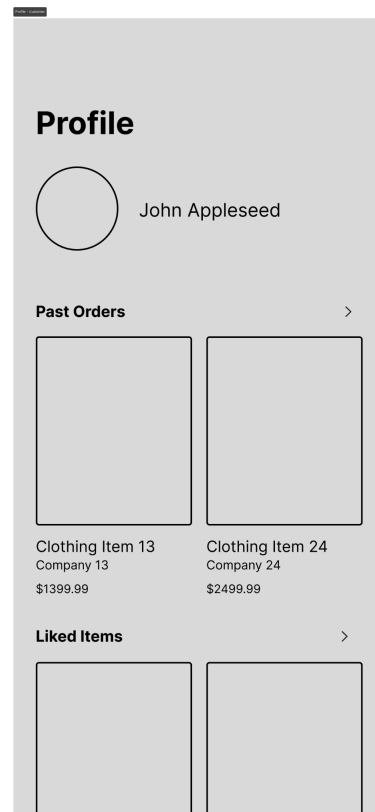 Profile - Customer
Profile
John Appleseed
Past Orders
Clothing Item 13
Company 13
$1399.99
Clothing Item 24
Company 24
$2499.99
Liked Items